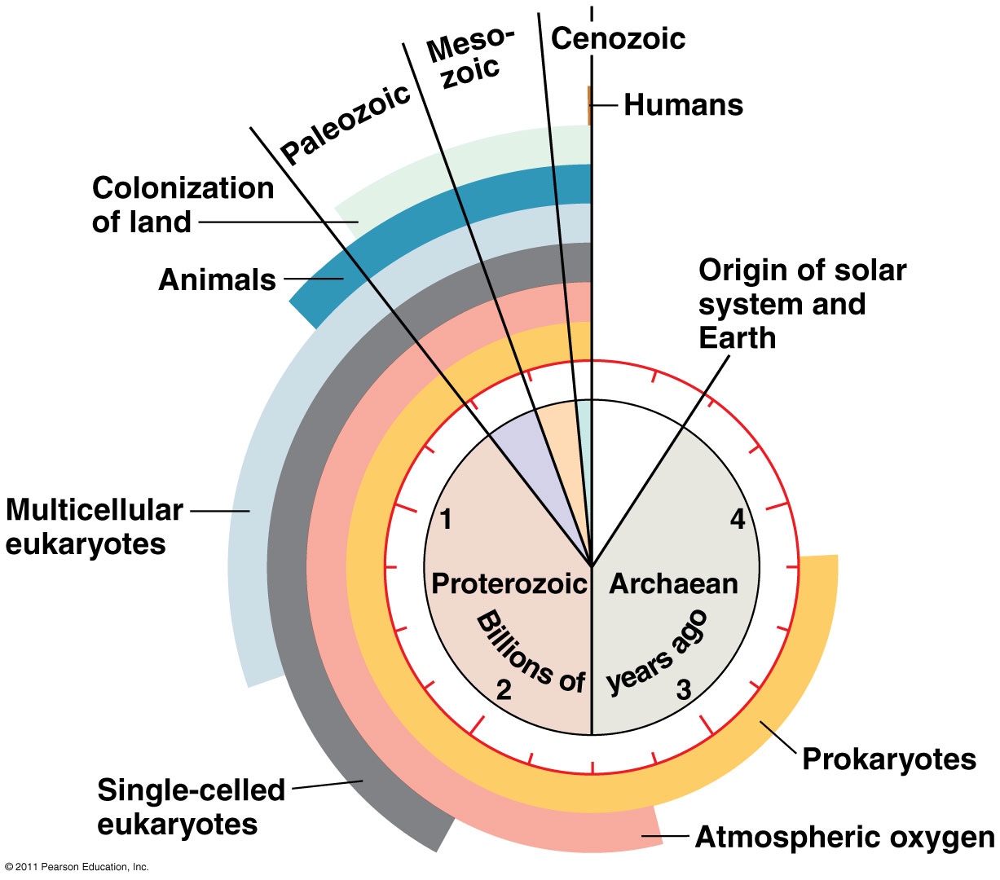 Meso-
zoic
Cenozoic
Paleozoic
Humans
Colonization
of land
Animals
Origin of solar
system and
Earth
Multicellular
eukaryotes
1
4
Proterozoic
Archaean
Billions of
years ago
2
3
Prokaryotes
Single-celled
eukaryotes
Atmospheric oxygen
© 2011 Pearson Education, Inc.